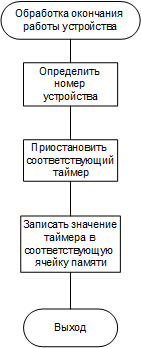 Обработка окончания
работы устройства
Определить
номер
устройства
Приостановить
соответствующий
таймер
Записать значение
таймера в
соответствующую
ячейку памяти
Выход